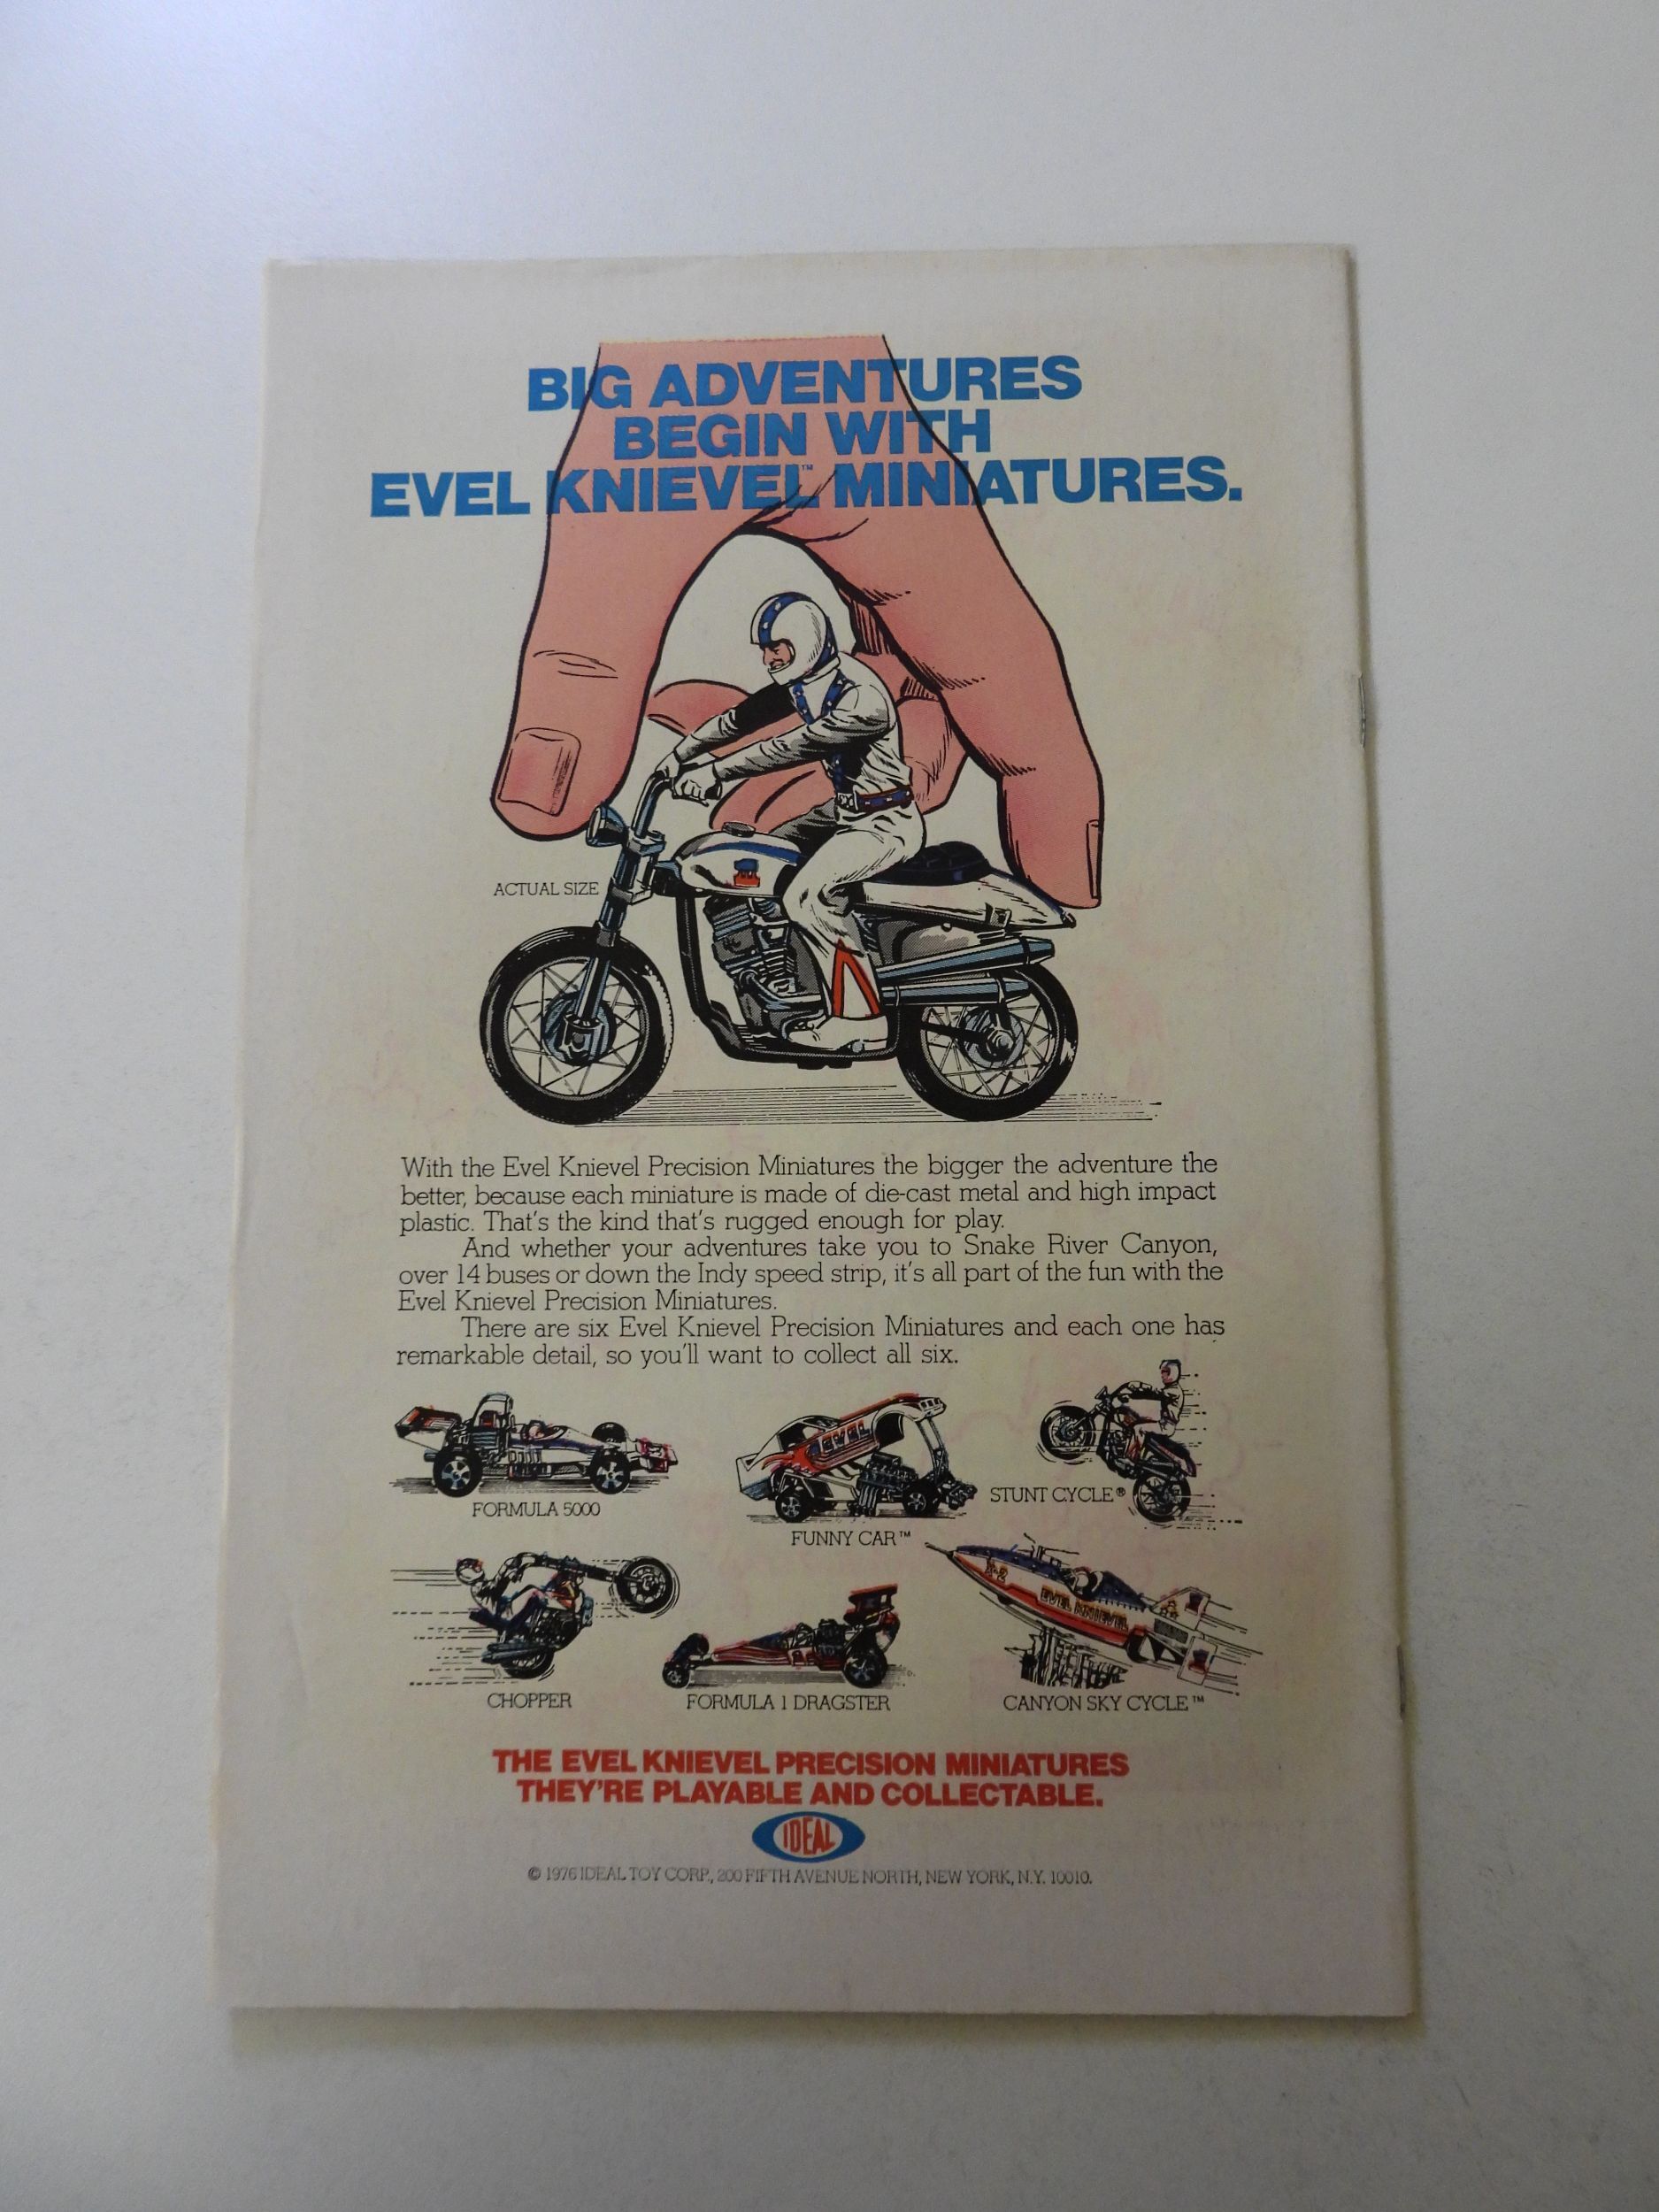 BIG ADVENTURES
BEGIN WITH
EVEL KNIEVEL™ MINIATURES.
ACTUAL SIZE
With the Evel Knievel Precision Miniatures the bigger the adventure the
better, because each miniature is made of die-cast metal and high impact
plastic. That's the kind that's rugged enough for play.
And whether your adventures take you to Snake River Canyon,
over 14 buses or down the Indy speed strip, it's all part of the fun with the
Evel Knievel Precision Miniatures.
There are six Evel Knievel Precision Miniatures and each one has
remarkable detail, so you'll want to collect all six.
EVEL
FORMULA 5000
FUNNY CAR™
STUNT CYCLE®
X-2
EVEL KNIEVEL
CHOPPER
FORMULA 1 DRAGSTER
CANYON SKY CYCLE™
THE EVEL KNIEVEL PRECISION MINIATURES
THEY'RE PLAYABLE AND COLLECTABLE.
IDEAL
© 1976 IDEAL TOY CORP., 200 FIFTH AVENUE NORTH, NEW YORK, N.Y. 10010.